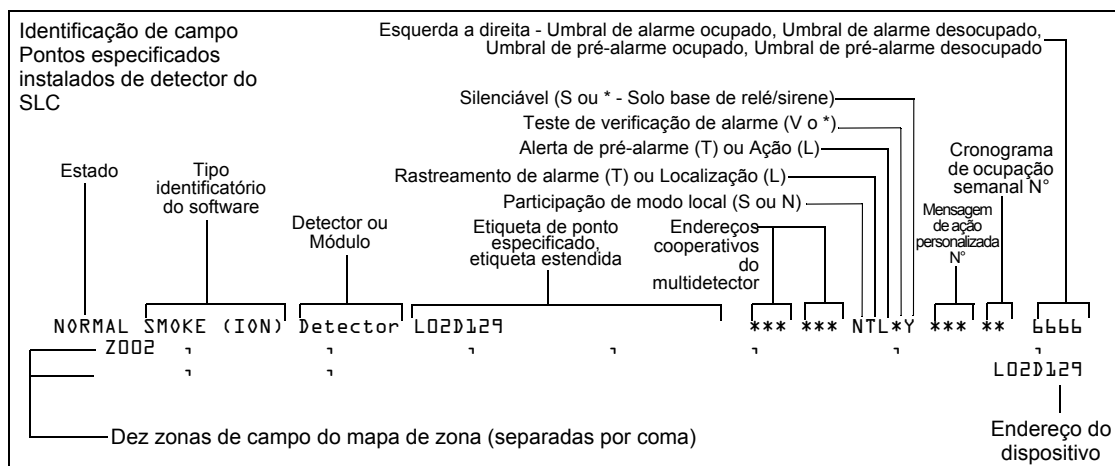 Identificação de campo
Pontos especificados
instalados de detector do
SLC
Esquerda a direita - Umbral de alarme ocupado, Umbral de alarme desocupado,
Umbral de pré-alarme ocupado, Umbral de pré-alarme desocupado
Silenciável (S ou * - Solo base de relé/sirene)
Teste de verificação de alarme (V o *)
Alerta de pré-alarme (T) ou Ação (L)
Rastreamento de alarme (T) ou Localização (L)
Participação de modo local (S ou N)
Estado
Tipo
identificatório
do software
Detector ou
Módulo
Etiqueta de ponto
especificado,
etiqueta estendida
Endereços
cooperativos
do
multidetector
Mensagem
de ação
personalizada
N°
Cronograma
de ocupação
semanal N°
NORMAL SMOKE (ION) Detector L02D129 *** *** NTL*Y *** ** 6666
Z002 , , , , , , ,
, , L02D129
Dez zonas de campo do mapa de zona (separadas por coma)
Endereço do
dispositivo